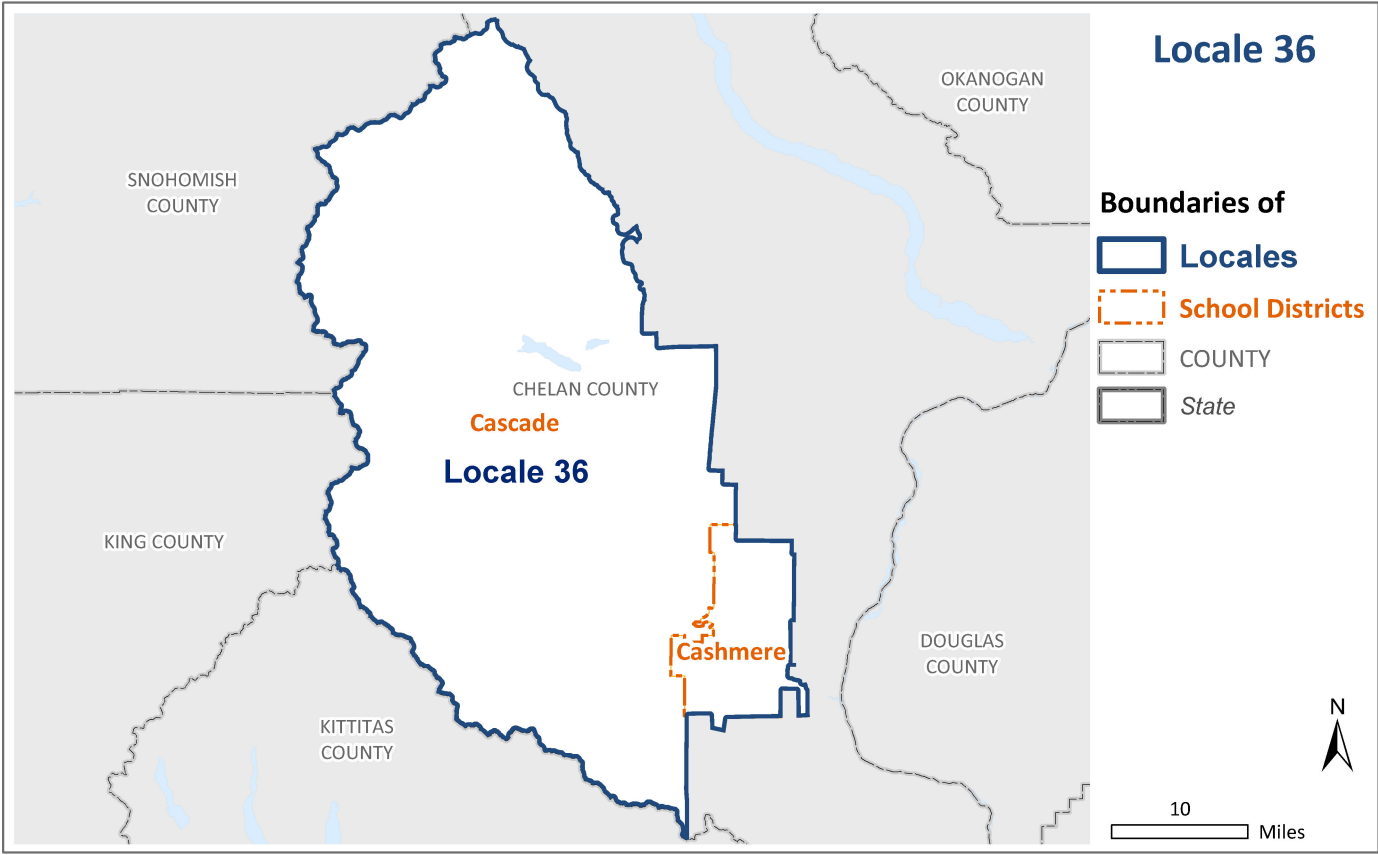 Locale 36
OKANOGAN
COUNTY
SNOHOMISH
COUNTY
Boundaries of
Locales
School Districts
COUNTY
State
CHELAN COUNTY
Cascade
Locale 36
KING COUNTY
Cashmere
DOUGLAS
COUNTY
KITTITAS
COUNTY
N
10
Miles